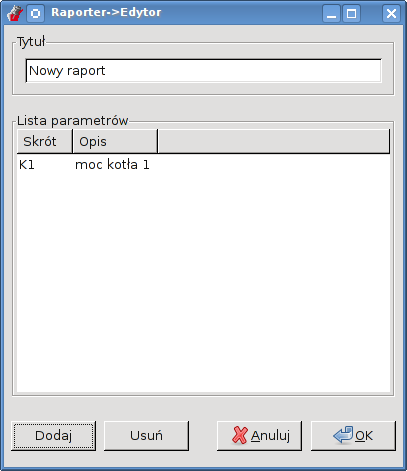 Raporter->Edytor
Tytuł
Nowy raport
Lista parametrów
Skrót Opis
K1 moc kotła 1
Dodaj Usuń Anuluj OK